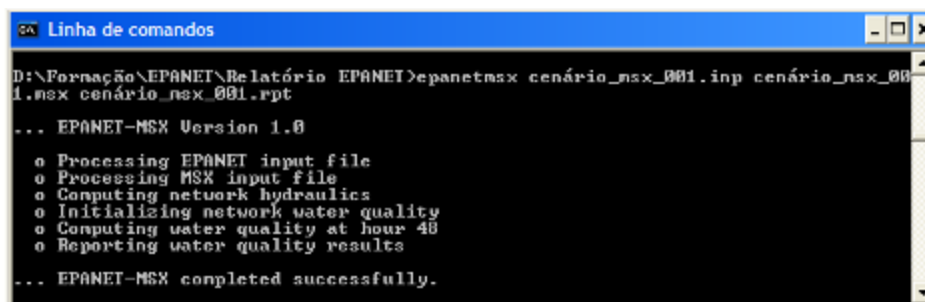 Linha de comandos
D:\Formação\EPANET\Relatório EPANET>epanetmsx cenário_msx_001.inp cenário_msx_00
1.msx cenário_msx_001.rpt
... EPANET-MSX Version 1.0
o Processing EPANET input file
o Processing MSX input file
o Computing network hydraulics
o Initializing network water quality
o Computing water quality at hour 48
o Reporting water quality results
... EPANET-MSX completed successfully.